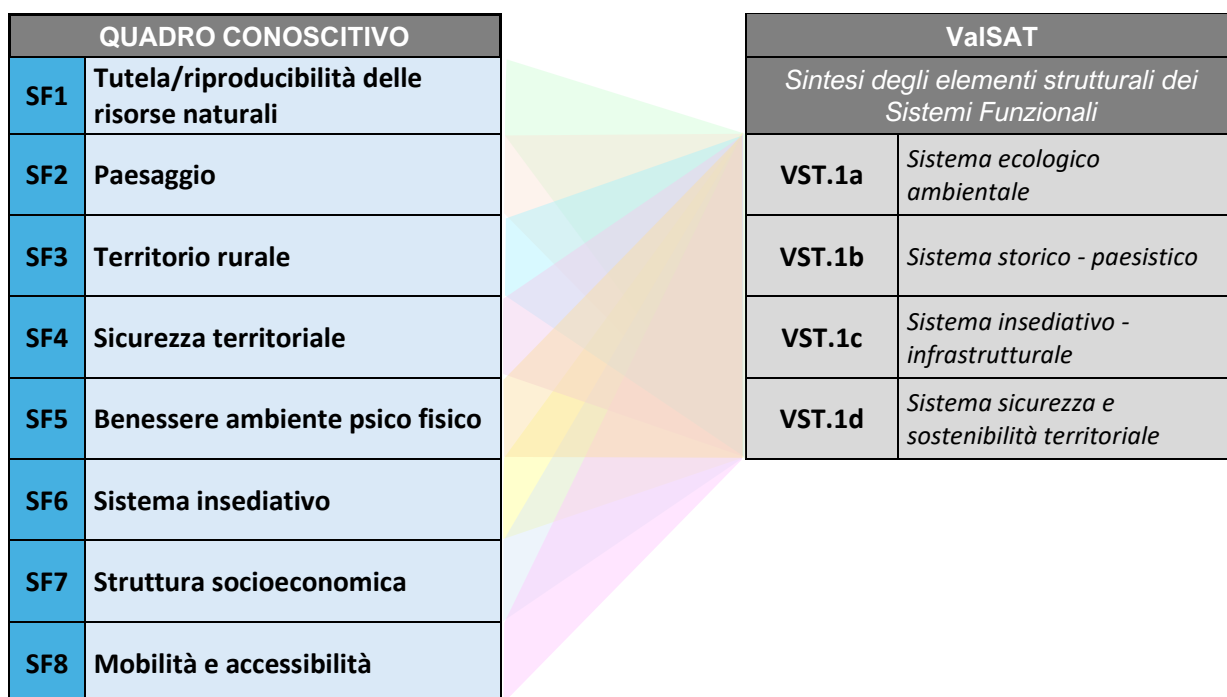 QUADRO CONOSCITIVO
SF1
Tutela/riproducibilità delle
risorse naturali
SF2
Paesaggio
SF3
Territorio rurale
SF4
Sicurezza territoriale
SF5
Benessere ambiente psico fisico
SF6
Sistema insediativo
SF7
Struttura socioeconomica
SF8
Mobilità e accessibilità
ValSAT
Sintesi degli elementi strutturali dei
Sistemi Funzionali
VST.1a
Sistema ecologico
ambientale
VST.1b
Sistema storico - paesistico
VST.1c
Sistema insediativo -
infrastrutturale
VST.1d
Sistema sicurezza e
sostenibilità territoriale